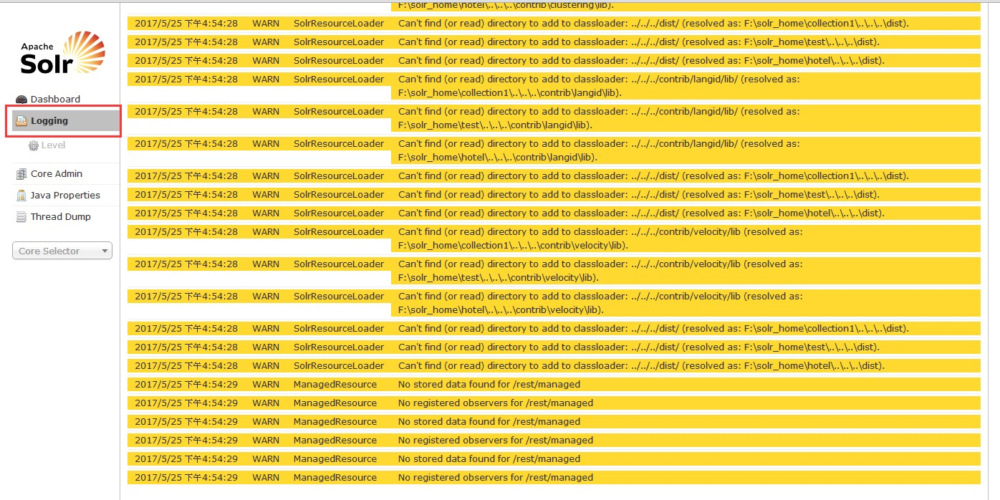 Apache
Solr
Dashboard
Logging
Level
Core Admin
Java Properties
Thread Dump
Core Selector
F:\solr_home\hotel\..\..\..\contrib\clustering\lib).
2017/5/25 下午4:54:28 WARN SolrResourceLoader Can't find (or read) directory to add to classloader: ../../../dist/ (resolved as: F:\solr_home\collection1\..\..\..\dist).
2017/5/25 下午4:54:28 WARN SolrResourceLoader Can't find (or read) directory to add to classloader: ../../../dist/ (resolved as: F:\solr_home\test\..\..\..\dist).
2017/5/25 下午4:54:28 WARN SolrResourceLoader Can't find (or read) directory to add to classloader: ../../../dist/ (resolved as: F:\solr_home\hotel\..\..\..\dist).
2017/5/25 下午4:54:28 WARN SolrResourceLoader Can't find (or read) directory to add to classloader: ../../../contrib/langid/lib/ (resolved as:
F:\solr_home\collection1\..\..\..\contrib\langid\lib).
2017/5/25 下午4:54:28 WARN SolrResourceLoader Can't find (or read) directory to add to classloader: ../../../contrib/langid/lib/ (resolved as:
F:\solr_home\test\..\..\..\contrib\langid\lib).
2017/5/25 下午4:54:28 WARN SolrResourceLoader Can't find (or read) directory to add to classloader: ../../../contrib/langid/lib/ (resolved as:
F:\solr_home\hotel\..\..\..\contrib\langid\lib).
2017/5/25 下午4:54:28 WARN SolrResourceLoader Can't find (or read) directory to add to classloader: ../../../dist/ (resolved as: F:\solr_home\collection1\..\..\..\dist).
2017/5/25 下午4:54:28 WARN SolrResourceLoader Can't find (or read) directory to add to classloader: ../../../dist/ (resolved as: F:\solr_home\test\..\..\..\dist).
2017/5/25 下午4:54:28 WARN SolrResourceLoader Can't find (or read) directory to add to classloader: ../../../dist/ (resolved as: F:\solr_home\hotel\..\..\..\dist).
2017/5/25 下午4:54:28 WARN SolrResourceLoader Can't find (or read) directory to add to classloader: ../../../contrib/velocity/lib (resolved as:
F:\solr_home\collection1\..\..\..\contrib\velocity\lib).
2017/5/25 下午4:54:28 WARN SolrResourceLoader Can't find (or read) directory to add to classloader: ../../../contrib/velocity/lib (resolved as:
F:\solr_home\test\..\..\..\contrib\velocity\lib).
2017/5/25 下午4:54:28 WARN SolrResourceLoader Can't find (or read) directory to add to classloader: ../../../contrib/velocity/lib (resolved as:
F:\solr_home\hotel\..\..\..\contrib\velocity\lib).
2017/5/25 下午4:54:28 WARN SolrResourceLoader Can't find (or read) directory to add to classloader: ../../../dist/ (resolved as: F:\solr_home\collection1\..\..\..\dist).
2017/5/25 下午4:54:28 WARN SolrResourceLoader Can't find (or read) directory to add to classloader: ../../../dist/ (resolved as: F:\solr_home\test\..\..\..\dist).
2017/5/25 下午4:54:28 WARN SolrResourceLoader Can't find (or read) directory to add to classloader: ../../../dist/ (resolved as: F:\solr_home\hotel\..\..\..\dist).
2017/5/25 下午4:54:29 WARN ManagedResource No stored data found for /rest/managed
2017/5/25 下午4:54:29 WARN ManagedResource No registered observers for /rest/managed
2017/5/25 下午4:54:29 WARN ManagedResource No stored data found for /rest/managed
2017/5/25 下午4:54:29 WARN ManagedResource No registered observers for /rest/managed
2017/5/25 下午4:54:29 WARN ManagedResource No stored data found for /rest/managed
2017/5/25 下午4:54:29 WARN ManagedResource No registered observers for /rest/managed